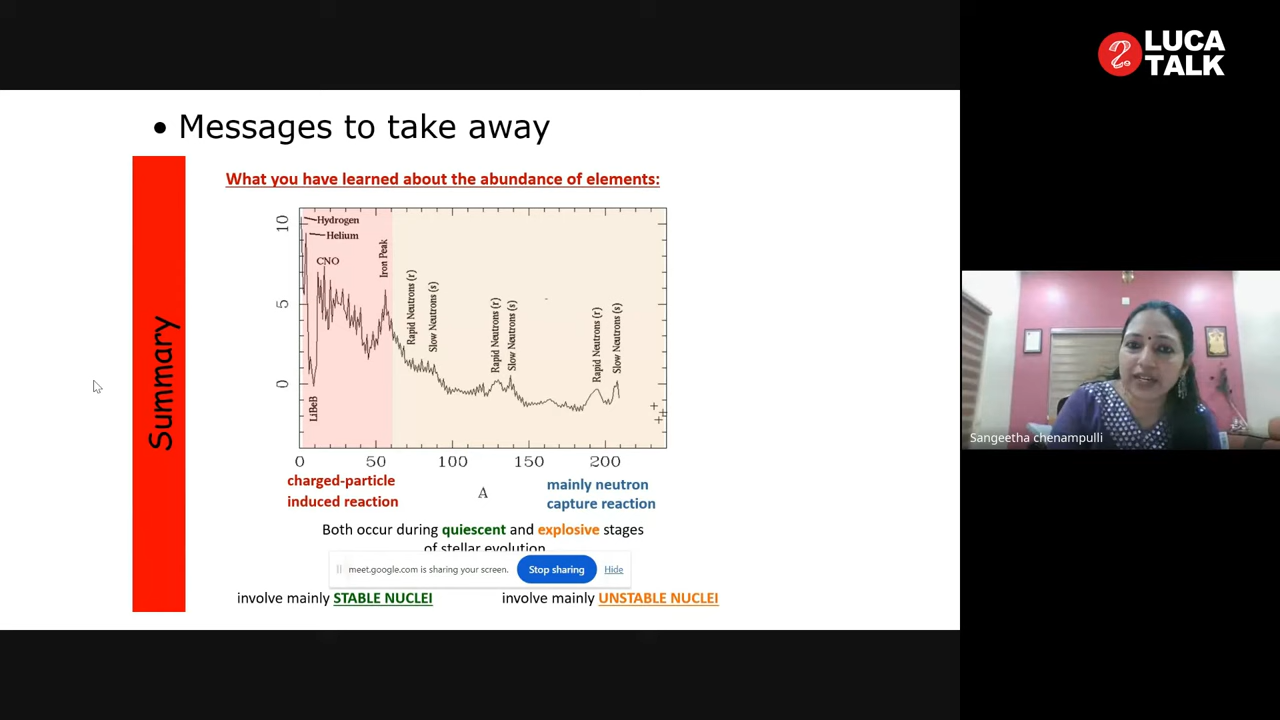 LUCA
TALK
• Messages to take away
Summary
What you have learned about the abundance of elements:
Hydrogen
Helium
CNO
Iron Peak
Rapid Neutrons (r)
Slow Neutrons (s)
Rapid Neutrons (r)
Slow Neutrons (s)
Rapid Neutrons (r)
Slow Neutrons (s)
LiBeB
10
5
0
0 50 100 150 200
A
charged-particle
induced reaction
mainly neutron
capture reaction
Both occur during quiescent and explosive stages
of stellar evolution
meet.google.com is sharing your screen. Stop sharing Hide
involve mainly STABLE NUCLEI
involve mainly UNSTABLE NUCLEI
Sangeetha chenampulli